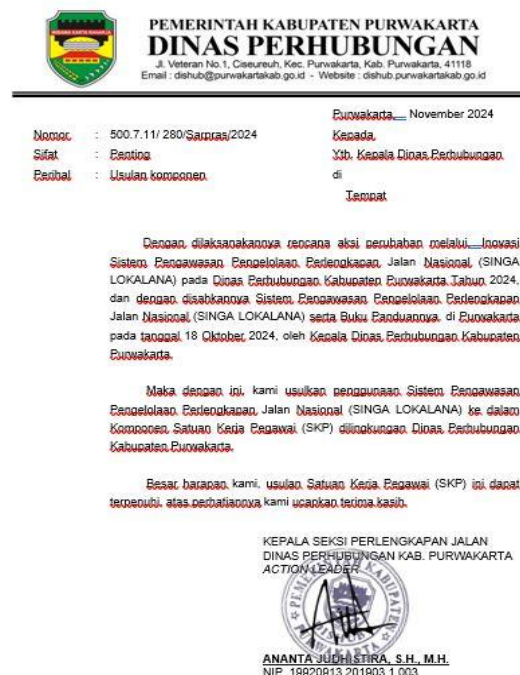 PEMERINTAH KABUPATEN PURWAKARTA
DINAS PERHUBUNGAN
Jl. Veteran No.1, Ciseureuh, Kec. Purwakarta, Kab. Purwakarta, 41118
Email : dishub@purwakartakab.go.id - Website : dishub.purwakartakab.go.id
Purwakarta, November 2024
Nomor : 500.7.11/ 280/Sarpras/2024
Kepada
Sifat : Penting
Yth. Kepala Dinas Perhubungan
Perihal : Usulan komponen
di
Tempat
Dengan dilaksanakannya rencana aksi perubahan melalui Inovasi
Sistem Pengawasan Pengelolaan Perlengkapan Jalan Nasional (SINGA
LOKALANA) pada Dinas Perhubungan Kabupaten Purwakarta Tahun 2024,
dan dengan disahkannya Sistem Pengawasan Pengelolaan Perlengkapan
Jalan Nasional (SINGA LOKALANA) serta Buku Panduannya, di Purwakarta
pada tanggal 18 Oktober 2024, oleh Kepala Dinas Perhubungan Kabupaten
Purwakarta.
Maka dengan ini, kami usulkan penggunaan Sistem Pengawasan
Pengelolaan Perlengkapan Jalan Nasional (SINGA LOKALANA) ke dalam
Komponen Satuan Kerja Pegawai (SKP) dilingkungan Dinas Perhubungan
Kabupaten Purwakarta.
Besar harapan kami, usulan Satuan Kerja Pegawai (SKP) ini dapat
terpenuhi, atas perhatiannya kami ucapkan terima kasih.
KEPALA SEKSI PERLENGKAPAN JALAN
DINAS PERHUBUNGAN KAB. PURWAKARTA
ACTION LEADER
ANANTA JUDHISTIRA, S.H., M.H.
NIP. 19920913 201903 1 003